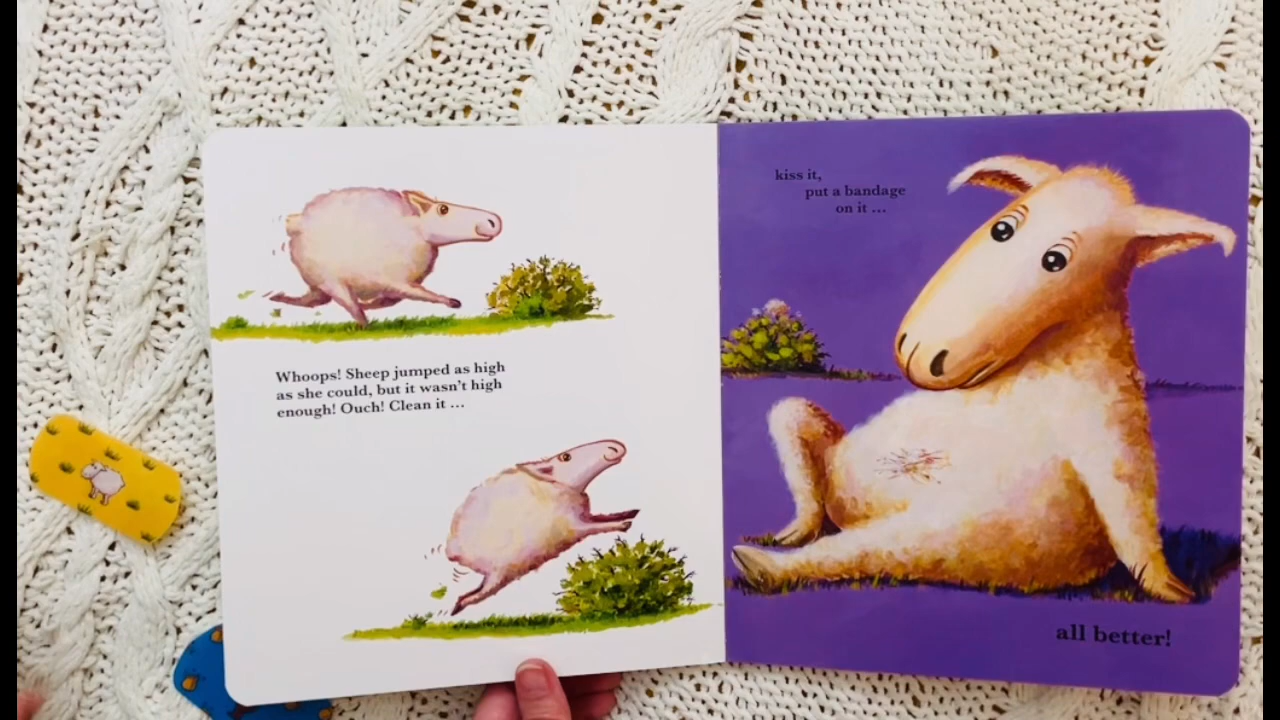 Whoops! Sheep jumped as high
as she could, but it wasn't high
enough! Ouch! Clean it ...
kiss it,
put a bandage
on it ...
all better!